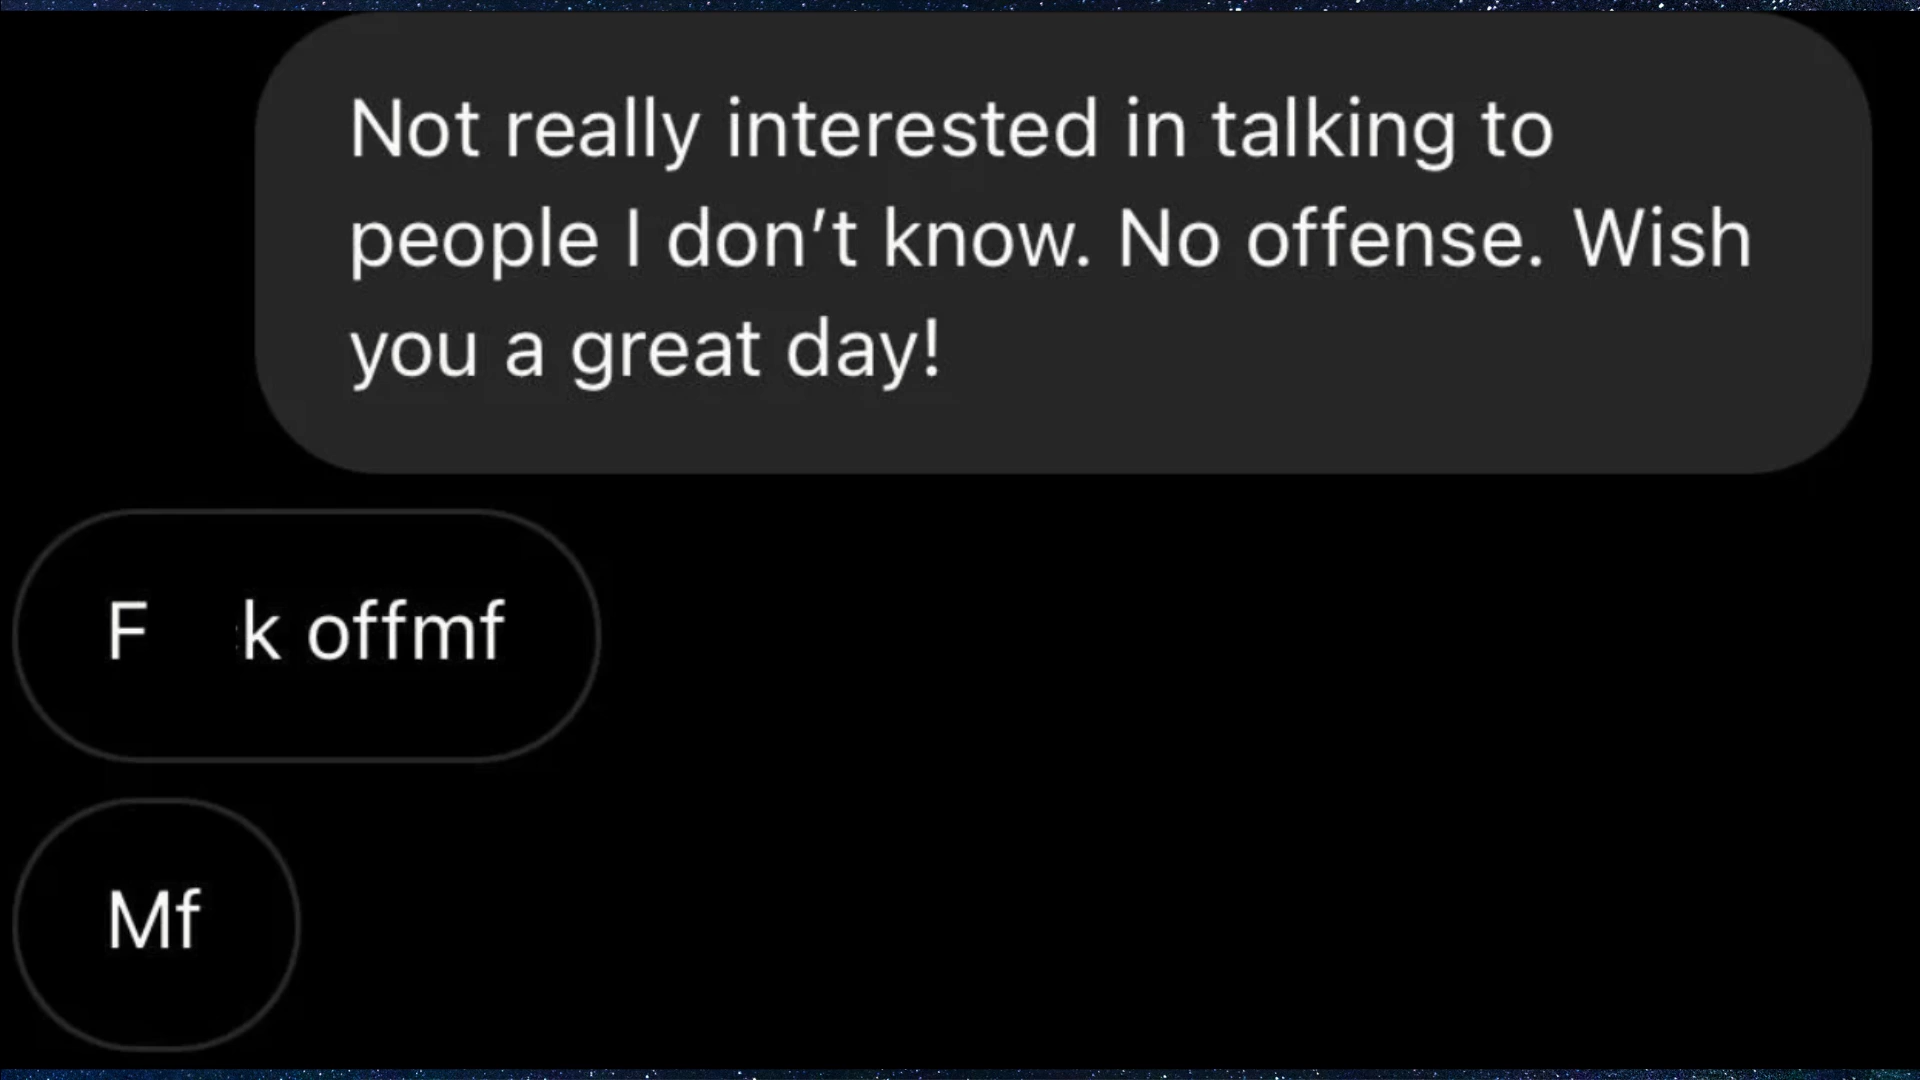 Not really interested in talking to
people I don’t know. No offense. Wish
you a great day!
F k offmf
Mf